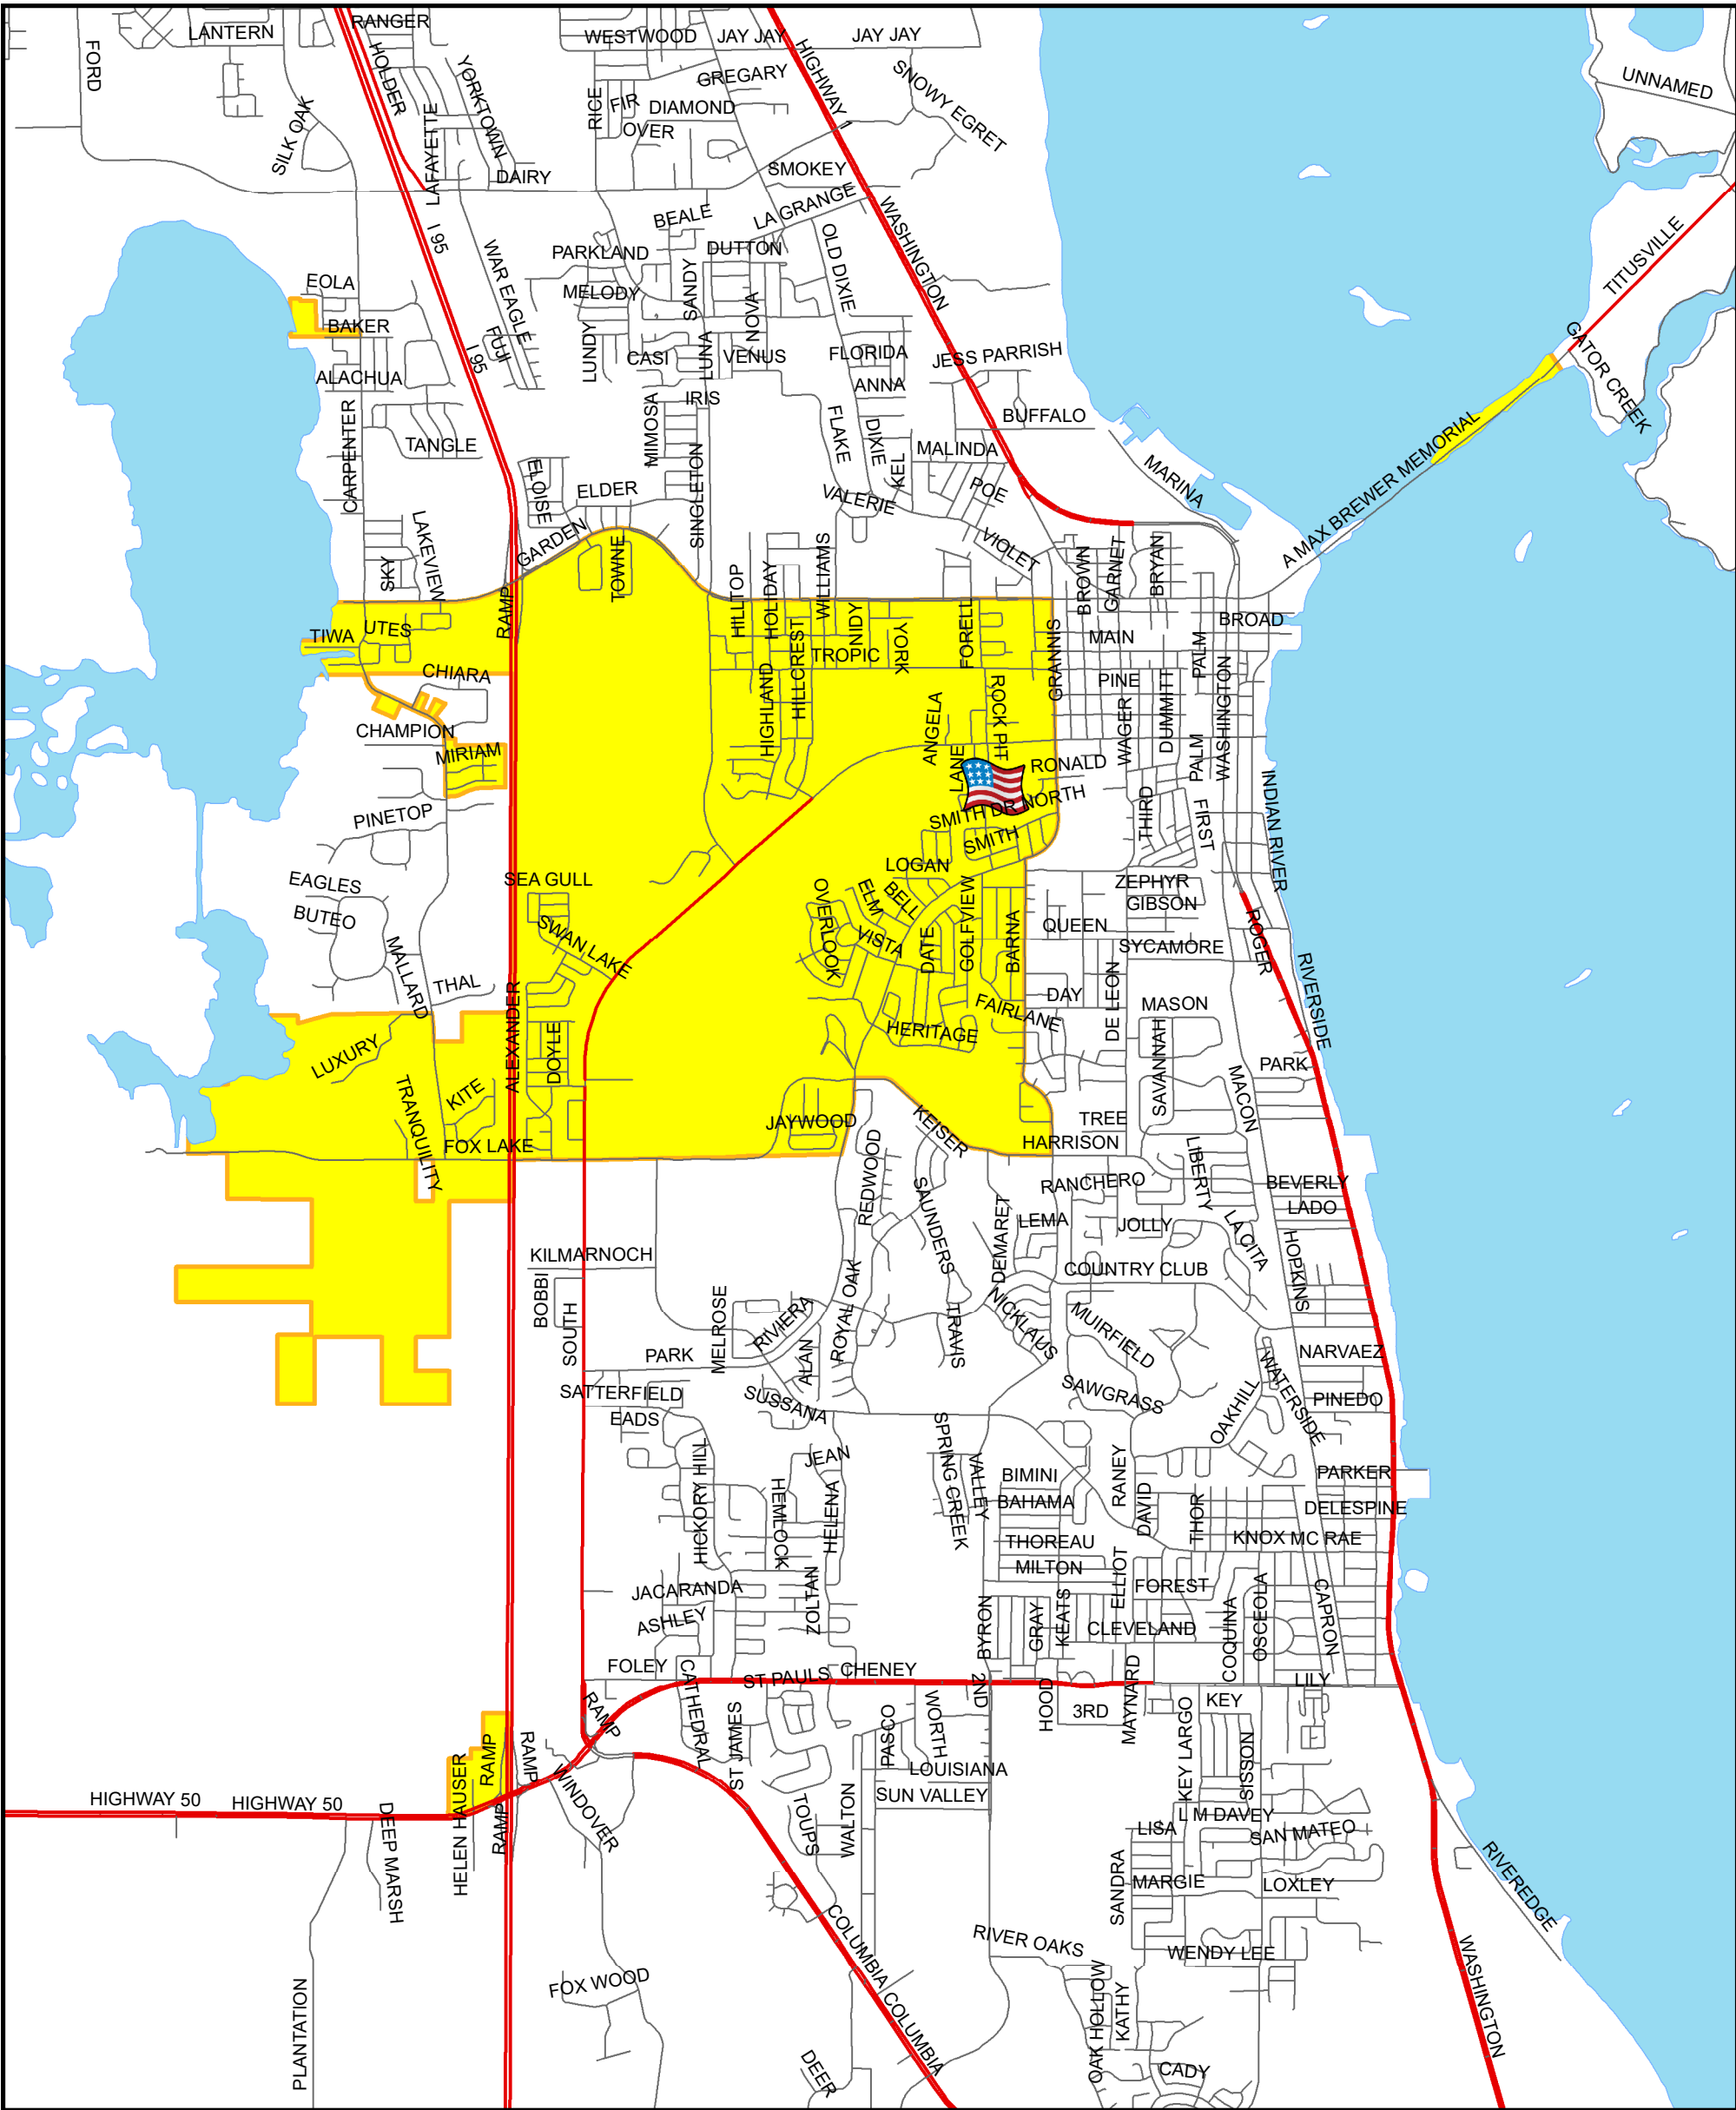 RANGER
LANTERN
WESTWOOD
JAY JAY
JAY JAY
FORD
HOLDER
YORKTOWN
HIGHWAY 1
GREGARY
SNOWY EGRET
UNNAMED
RICE
FIR
DIAMOND
OVER
SILK OAK
LAFAYETTE
DAIRY
SMOKEY
LA GRANGE
WASHINGTON
BEALE
I 95
WAR EAGLE
PARKLAND
DUTTON
OLD DIXIE
TITUSVILLE
EOLA
MELODY
SANDY
NOVA
BAKER
FUJI
LUNDY
CASI
LUNA
VENUS
FLORIDA
JESS PARRISH
GATOR CREEK
I 95
ALACHUA
ANNA
IRIS
BUFFALO
CARPENTER
TANGLE
MIMOSA
SINGLETON
FLAKE
DIXIE
KEL
MALINDA
MARINA
A MAX BREWER MEMORIAL
ELOISE
ELDER
VALERIE
POE
LAKEVIEW
SKY
GARDEN
TOWNE
VIOLET
BROWN
GARNET
BRYAN
RAMP
HILLTOP
HOLIDAY
WILLIAMS
TIWA
UTES
HILLCREST
NIDY
YORK
FORELL
GRANNIS
MAIN
BROAD
TROPIC
PALM
CHIARA
HIGHLAND
ROCK PIT
PINE
DUMMITT
WASHINGTON
CHAMPION
ANGELA
WAGER
MIRIAM
LANE
RONALD
PALM
PINETOP
SMITH DR NORTH
THIRD
FIRST
INDIAN RIVER
SMITH
LOGAN
EAGLES
SEA GULL
ZEPHYR
GIBSON
BUTEO
ELM
BELL
OVERLOOK
VISTA
DATE
GOLFVIEW
BARNA
QUEEN
SYCAMORE
ROGER
MALLARD
SWAN LAKE
THAL
DAY
DE LEON
MASON
RIVERSIDE
FAIRLANE
HERITAGE
ALEXANDER
DOYLE
LUXURY
SAVANNAH
PARK
MACON
TRANQUILITY
KITE
JAYWOOD
KEISER
TREE
FOX LAKE
HARRISON
REDWOOD
LIBERTY
RANCHERO
BEVERLY
SAUNDERS
DEMARET
LEMA
JOLLY
LADO
LA CITA
KILMARNOCH
COUNTRY CLUB
HOPKINS
BOBBI
SOUTH
MELROSE
RIVIERA
ROYAL OAK
TRAVIS
NICKLAUS
MUIRFIELD
PARK
ALAN
NARVAEZ
WATERSIDE
SATTERFIELD
SUSSANA
SAWGRASS
OAKHILL
PINEDO
EADS
SPRING CREEK
JEAN
HICKORY HILL
HEMLOCK
HELENA
VALLEY
BIMINI
RANEY
PARKER
BAHAMA
DAVID
THOR
DELESPINE
THOREAU
KNOX MC RAE
MILTON
JACARANDA
ZOLTAN
ELLIOT
FOREST
OSCEOLA
CAPRON
ASHLEY
BYRON
GRAY
KEATS
CLEVELAND
COQUINA
FOLEY
CATHEDRAL
ST PAULS
CHENEY
2ND
HOOD
MAYNARD
LILY
RAMP
3RD
KEY
ST JAMES
PASCO
WORTH
KEY LARGO
SISSON
HELEN HAUSER
RAMP
RAMP
WINDOVER
LOUISIANA
SUN VALLEY
HIGHWAY 50
HIGHWAY 50
DEEP MARSH
RAMP
TOUPS
WALTON
L M DAVEY
LISA
SAN MATEO
SANDRA
MARGIE
LOXLEY
RIVEREDGE
COLUMBIA
RIVER OAKS
WENDY LEE
WASHINGTON
PLANTATION
FOX WOOD
COLUMBIA
OAK HOLLOW
KATHY
DEER
CADY